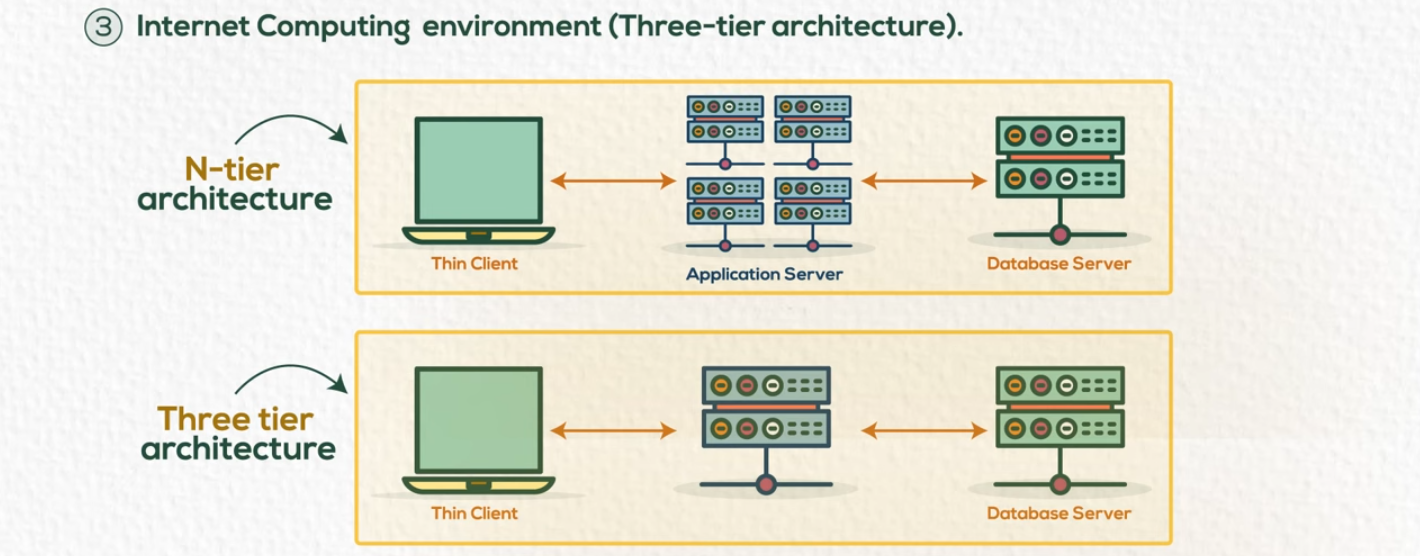 3 Internet Computing environment (Three-tier architecture).
N-tier
architecture
Thin Client
Application Server
Database Server
Three tier
architecture
Thin Client
Database Server